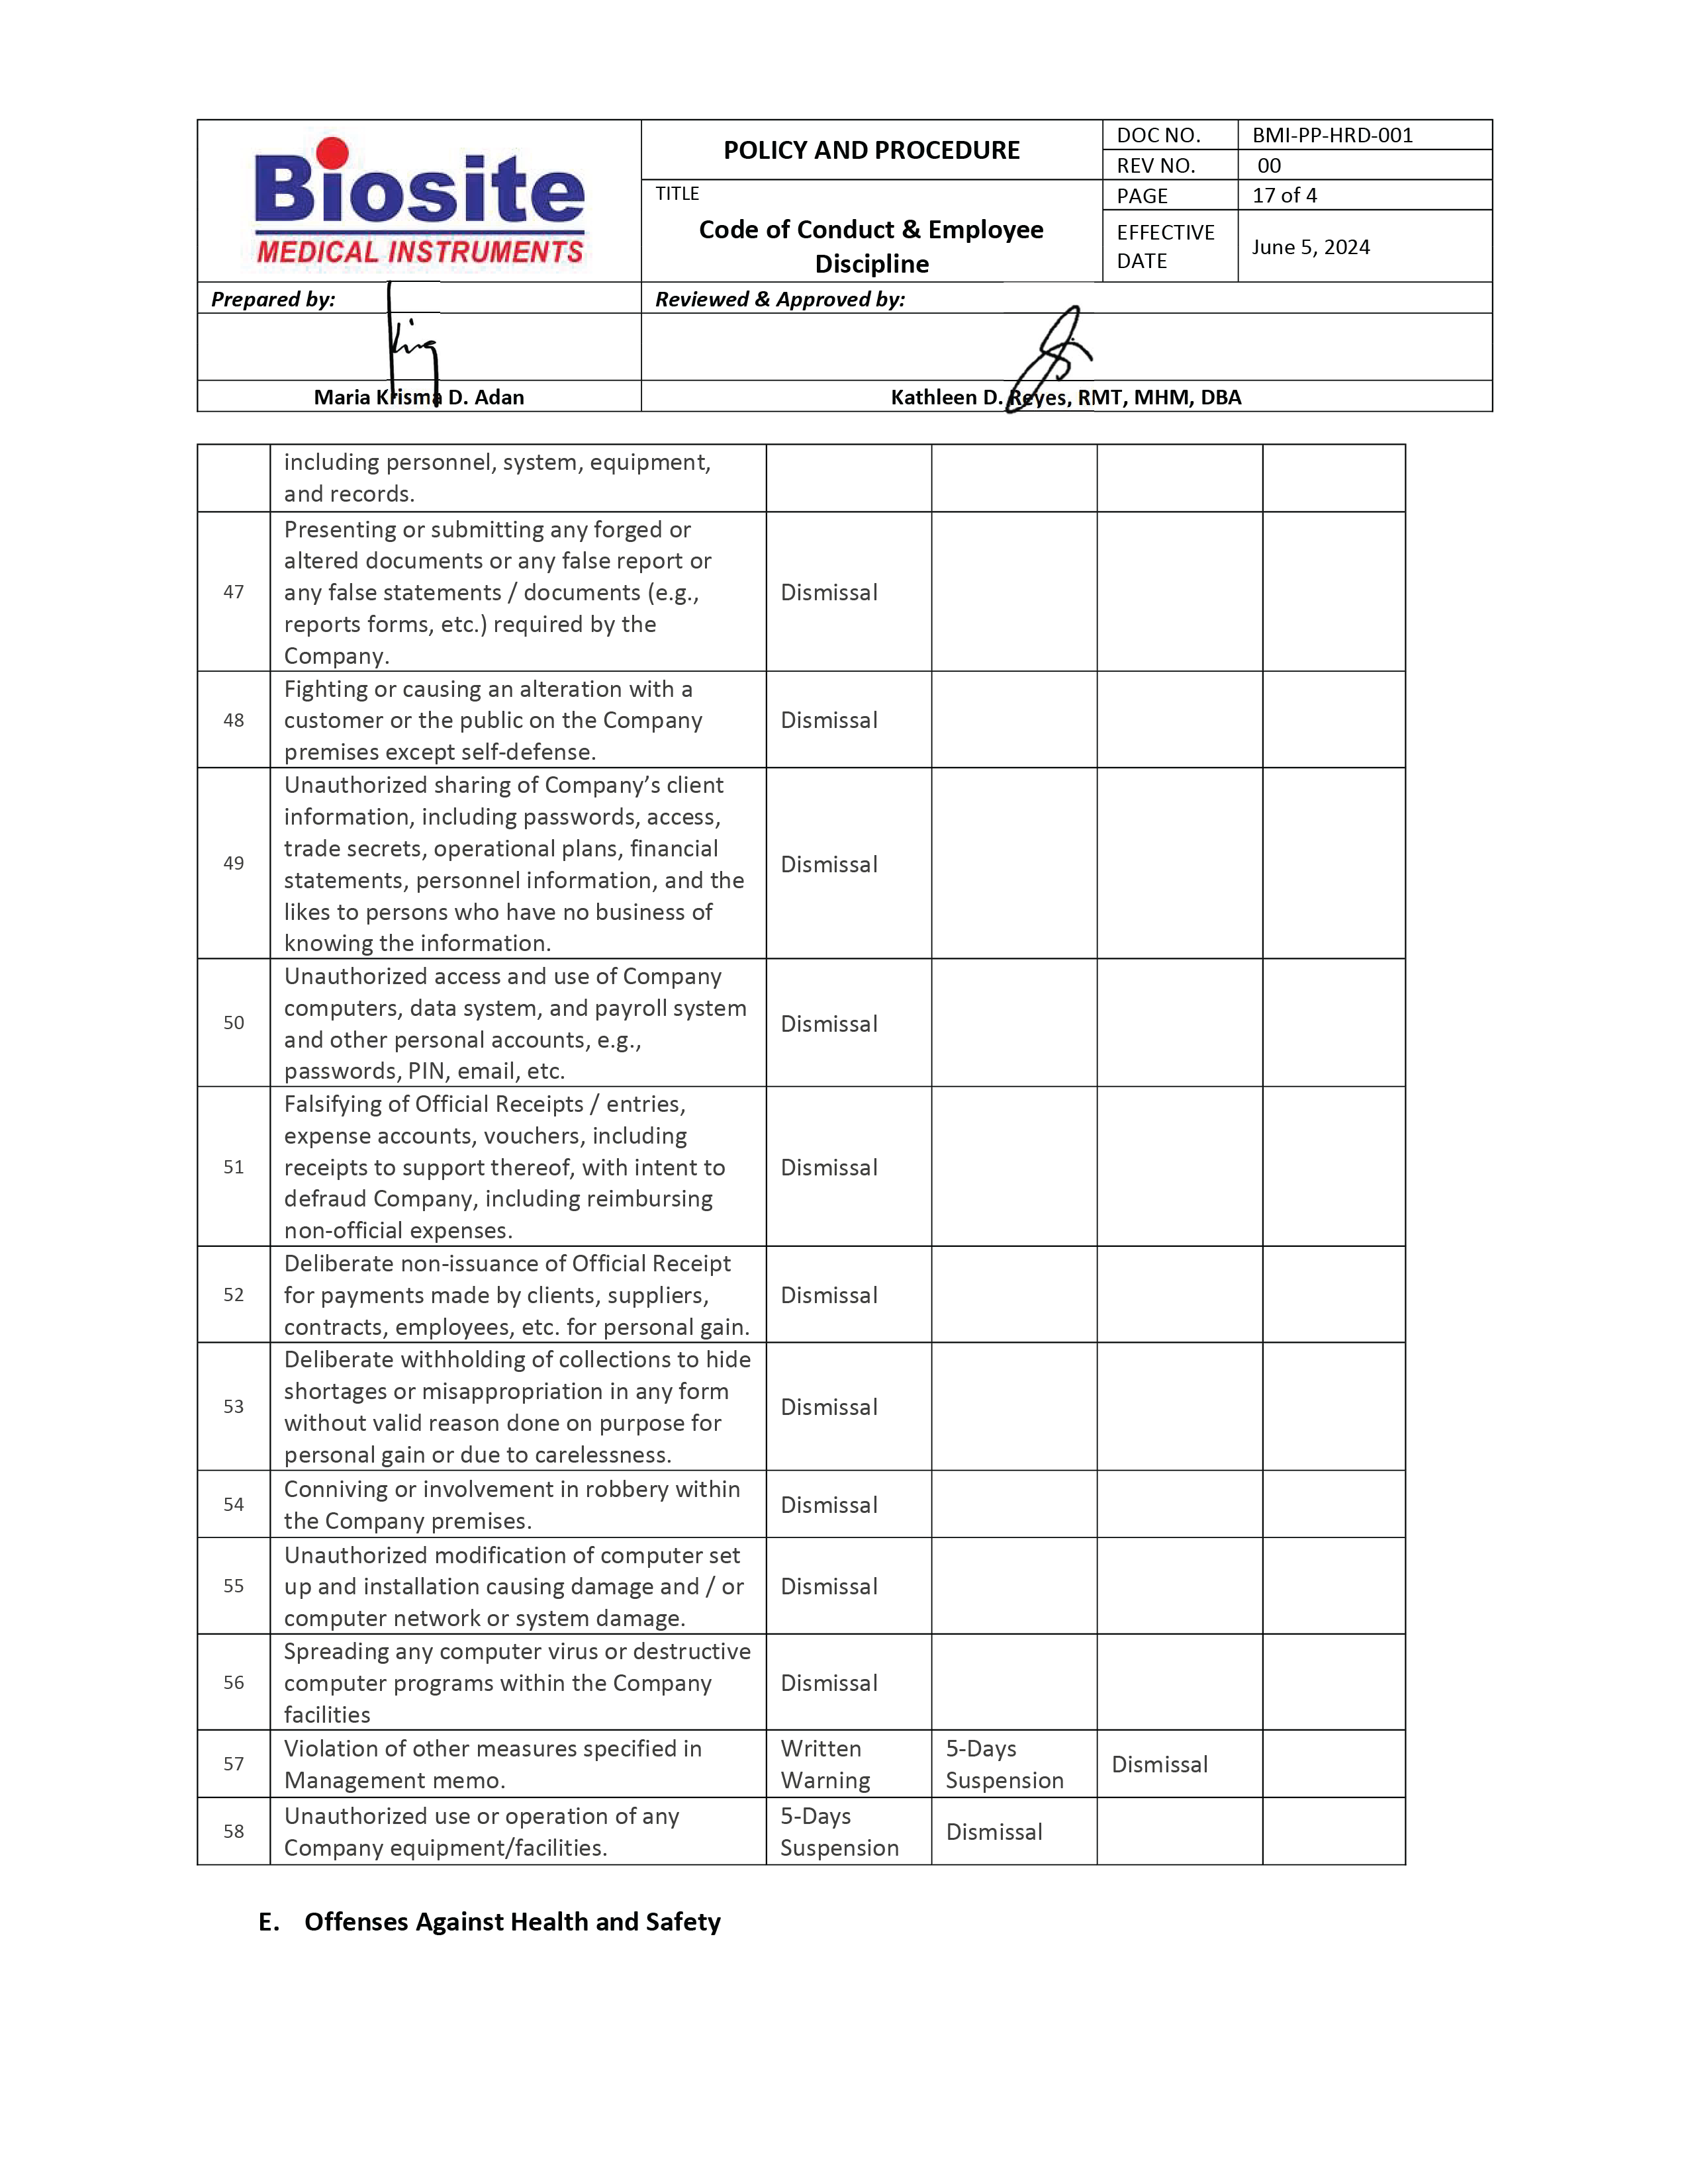 Biosite
MEDICAL INSTRUMENTS
POLICY AND PROCEDURE
DOC NO. BMI-PP-HRD-001
REV NO. 00
TITLE
Code of Conduct & Employee
Discipline
PAGE 17 of 4
EFFECTIVE
DATE
June 5, 2024
Prepared by:
Reviewed & Approved by:
Maria Krisma D. Adan
Kathleen D. Reyes, RMT, MHM, DBA
including personnel, system, equipment,
and records.
47
Presenting or submitting any forged or
altered documents or any false report or
any false statements / documents (e.g.,
reports forms, etc.) required by the
Company.
Dismissal
48
Fighting or causing an alteration with a
customer or the public on the Company
premises except self-defense.
Dismissal
49
Unauthorized sharing of Company’s client
information, including passwords, access,
trade secrets, operational plans, financial
statements, personnel information, and the
likes to persons who have no business of
knowing the information.
Dismissal
50
Unauthorized access and use of Company
computers, data system, and payroll system
and other personal accounts, e.g.,
passwords, PIN, email, etc.
Dismissal
51
Falsifying of Official Receipts / entries,
expense accounts, vouchers, including
receipts to support thereof, with intent to
defraud Company, including reimbursing
non-official expenses.
Dismissal
52
Deliberate non-issuance of Official Receipt
for payments made by clients, suppliers,
contracts, employees, etc. for personal gain.
Dismissal
53
Deliberate withholding of collections to hide
shortages or misappropriation in any form
without valid reason done on purpose for
personal gain or due to carelessness.
Dismissal
54
Conniving or involvement in robbery within
the Company premises.
Dismissal
55
Unauthorized modification of computer set
up and installation causing damage and / or
computer network or system damage.
Dismissal
56
Spreading any computer virus or destructive
computer programs within the Company
facilities
Dismissal
57
Violation of other measures specified in
Management memo.
Written
Warning
5-Days
Suspension
Dismissal
58
Unauthorized use or operation of any
Company equipment/facilities.
5-Days
Suspension
Dismissal
E. Offenses Against Health and Safety